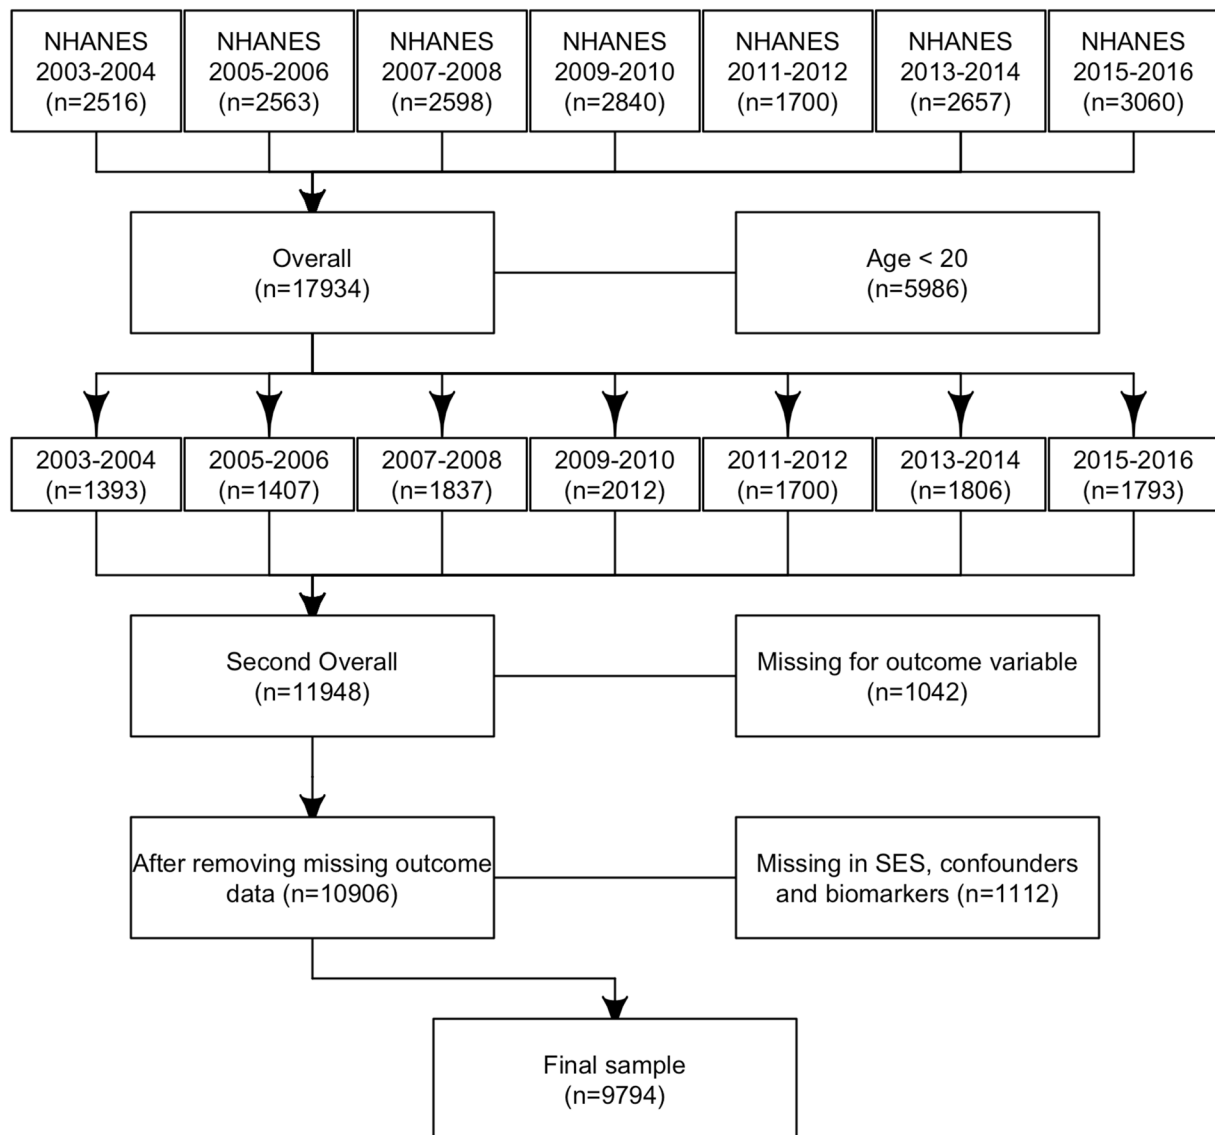 NHANES
2003-2004
(n=2516)
NHANES
2005-2006
(n=2563)
NHANES
2007-2008
(n=2598)
NHANES
2009-2010
(n=2840)
NHANES
2011-2012
(n=1700)
NHANES
2013-2014
(n=2657)
NHANES
2015-2016
(n=3060)
Overall
(n=17934)
Age < 20
(n=5986)
2003-2004
(n=1393)
2005-2006
(n=1407)
2007-2008
(n=1837)
2009-2010
(n=2012)
2011-2012
(n=1700)
2013-2014
(n=1806)
2015-2016
(n=1793)
Second Overall
(n=11948)
Missing for outcome variable
(n=1042)
After removing missing outcome
data (n=10906)
Missing in SES, confounders
and biomarkers (n=1112)
Final sample
(n=9794)